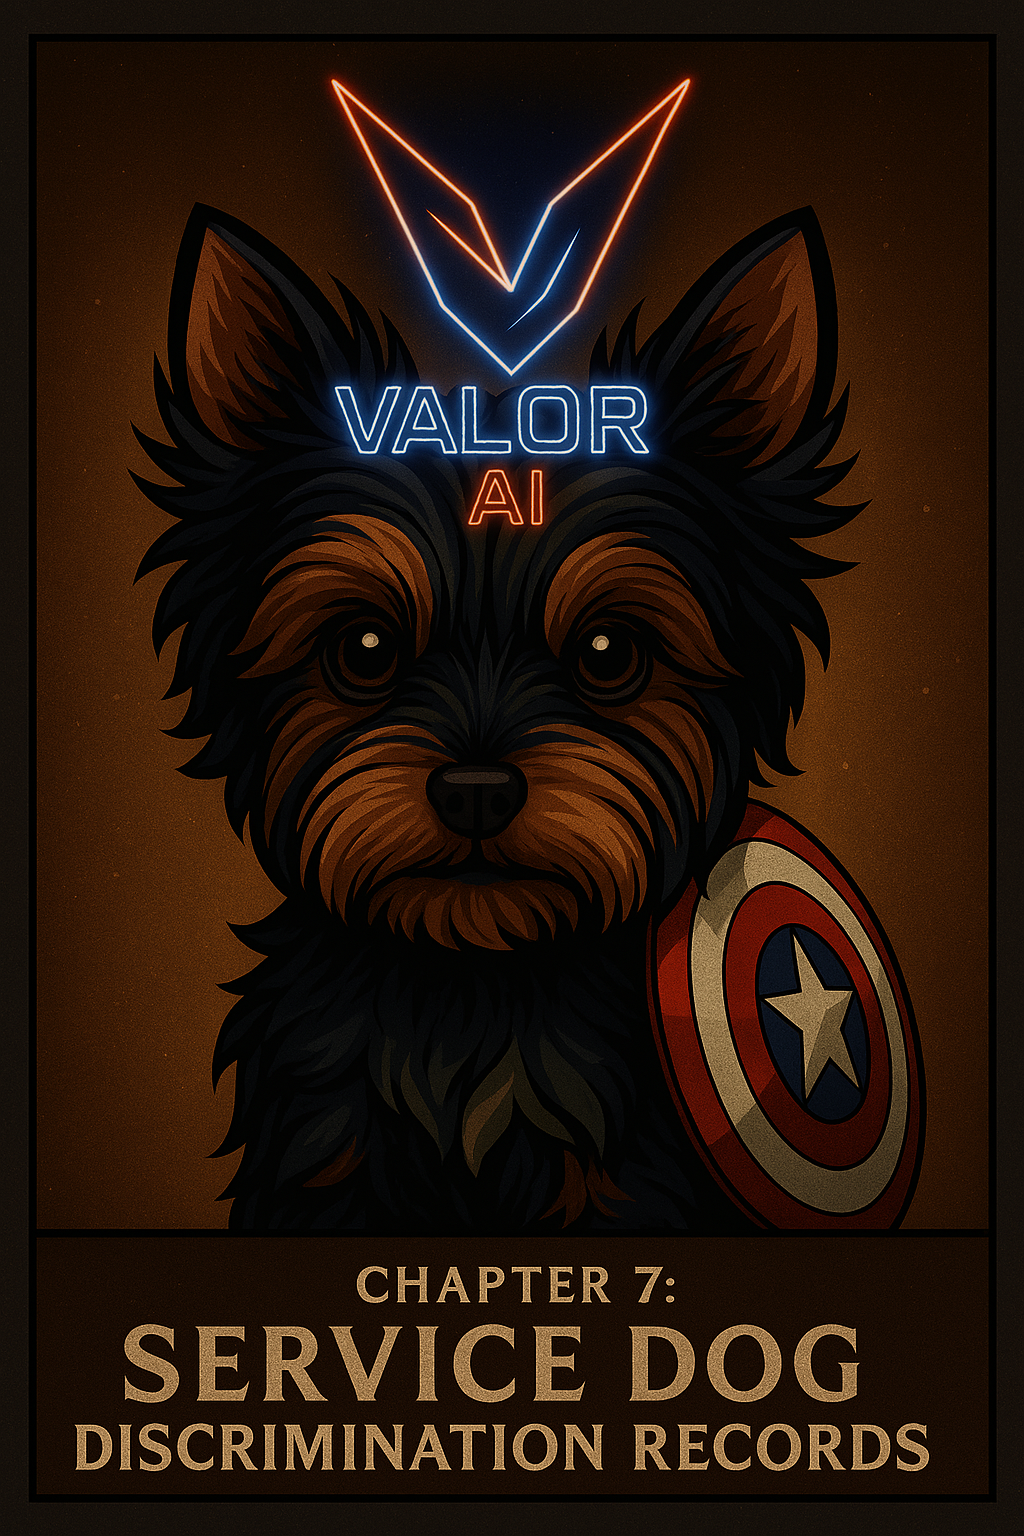 VALOR
AI
CHAPTER 7:
SERVICE DOG
DISCRIMINATION RECORDS